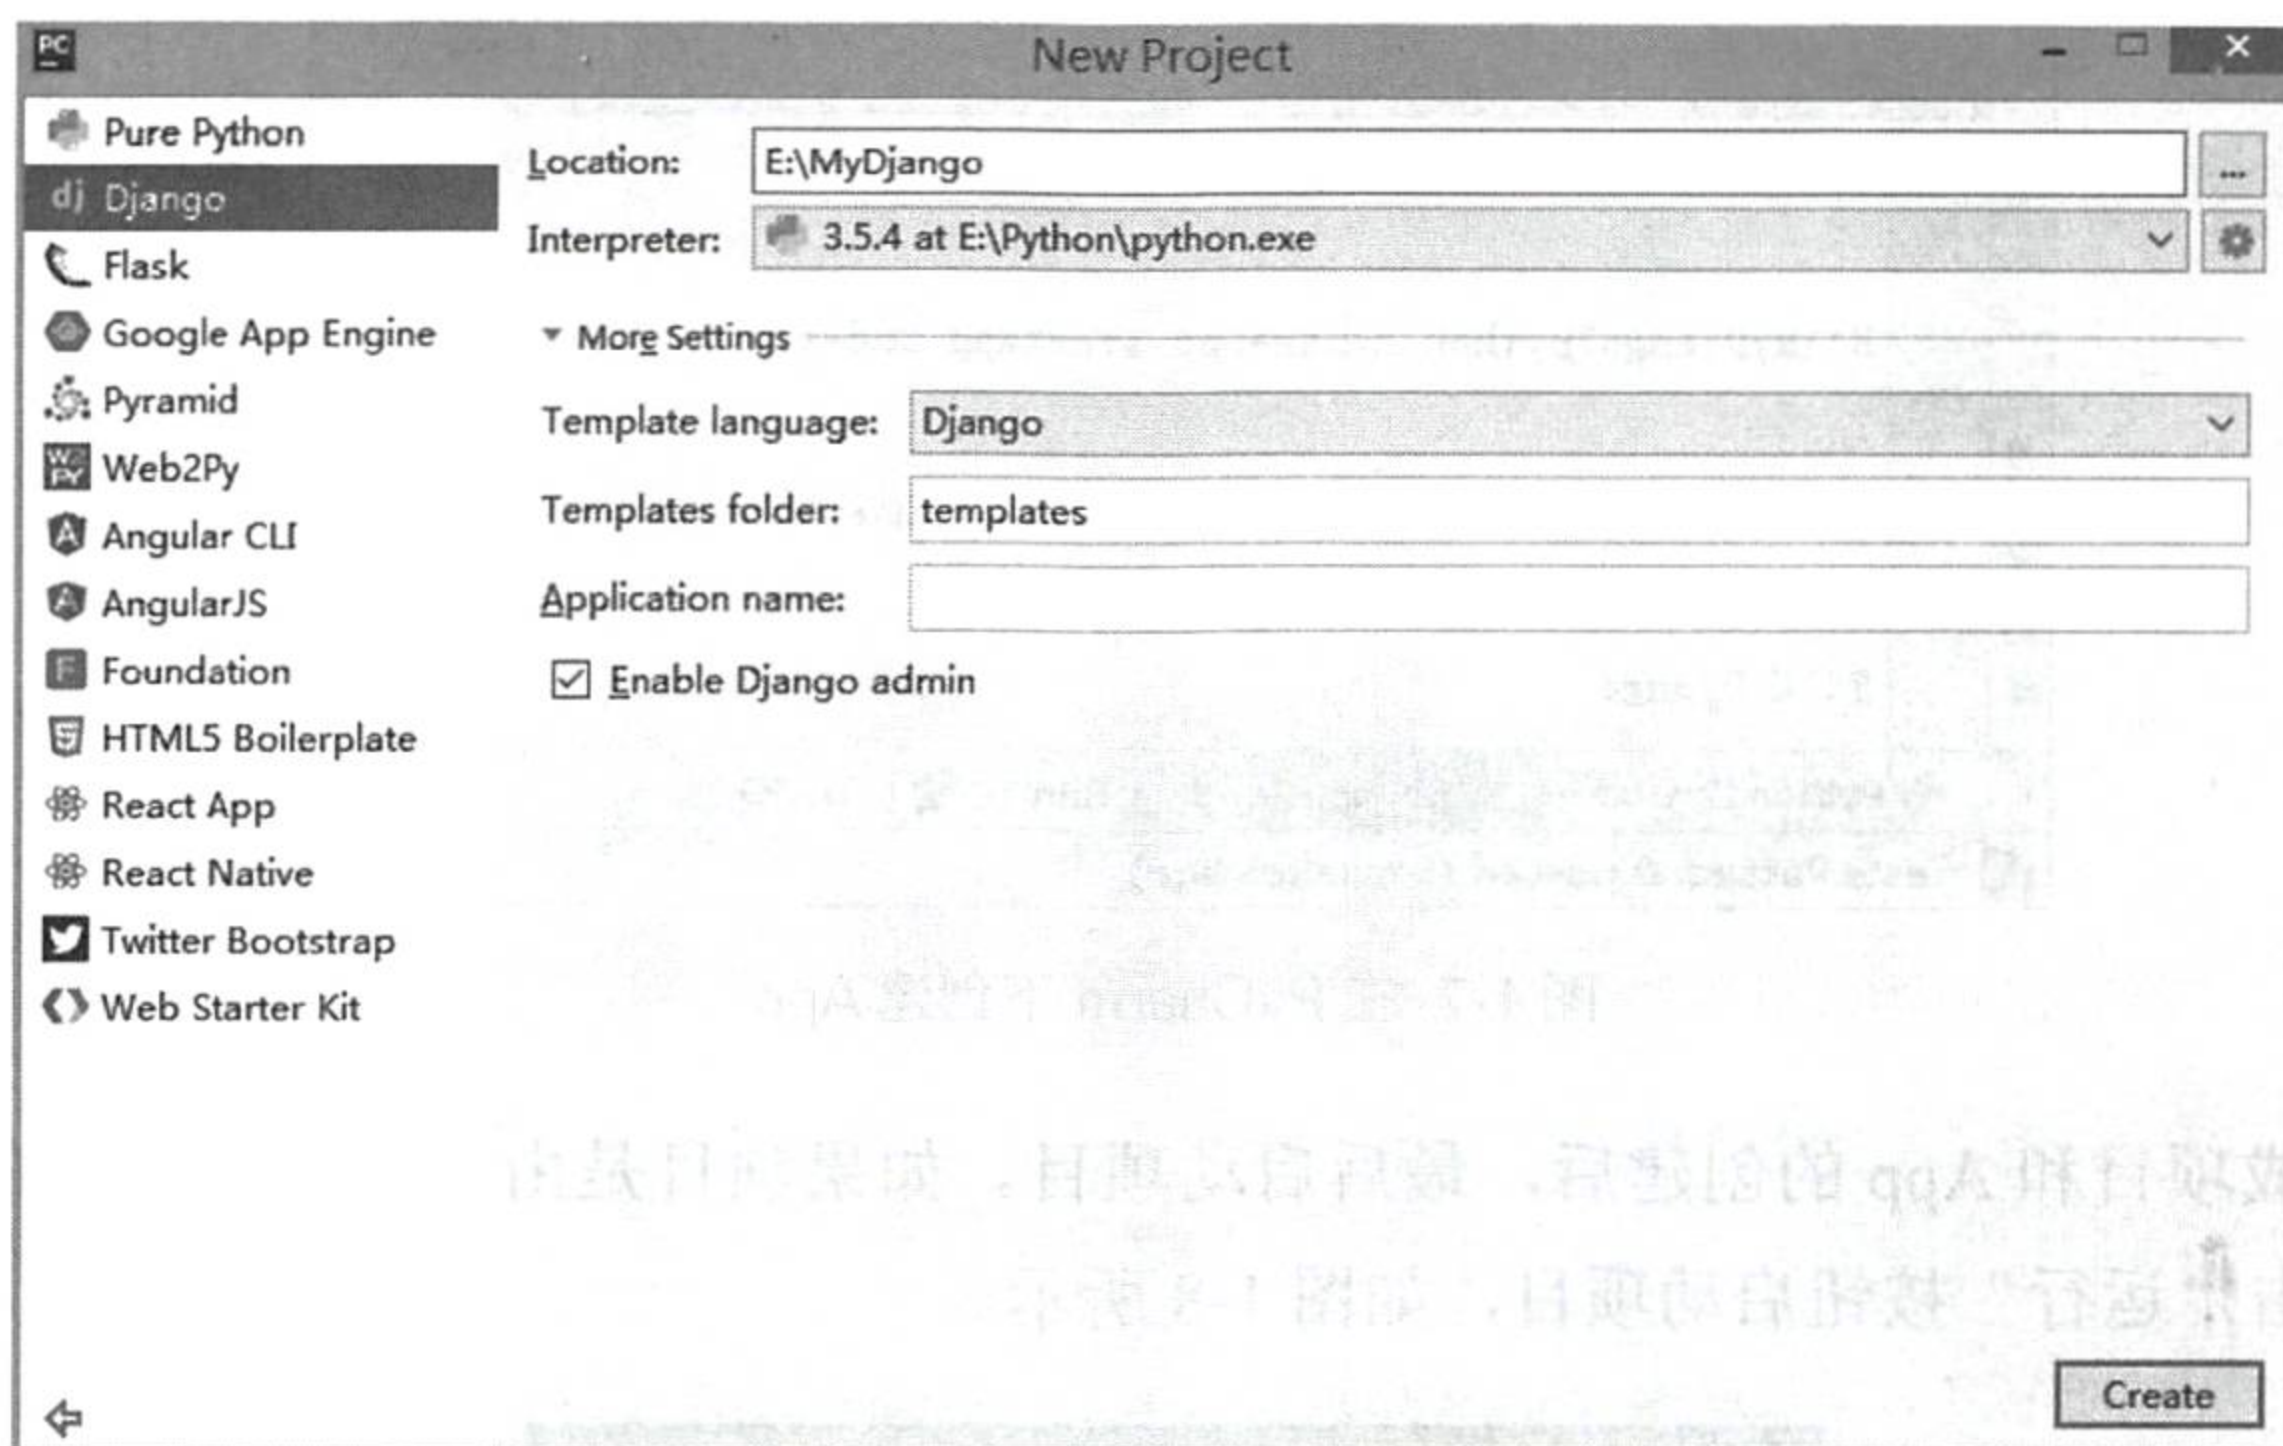 PC
New Project
Pure Python
dj Django
Flask
Google App Engine
Pyramid
Web2Py
Angular CLI
AngularJS
Foundation
HTML5 Boilerplate
React App
React Native
Twitter Bootstrap
Web Starter Kit
Location: E:\MyDjango ...
Interpreter: 3.5.4 at E:\Python\python.exe
More Settings
Template language: Django
Templates folder: templates
Application name:
Enable Django admin
Create